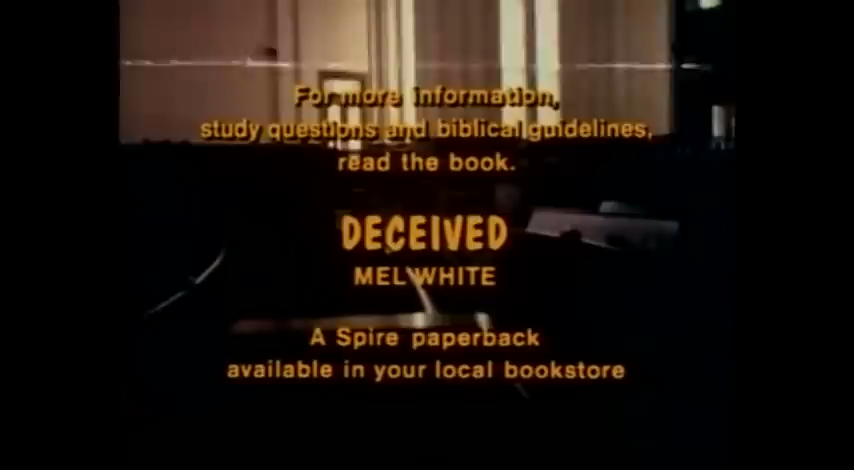 For more information,
study questions and biblical guidelines,
read the book.
DECEIVED
MEL WHITE
A Spire paperback
available in your local bookstore